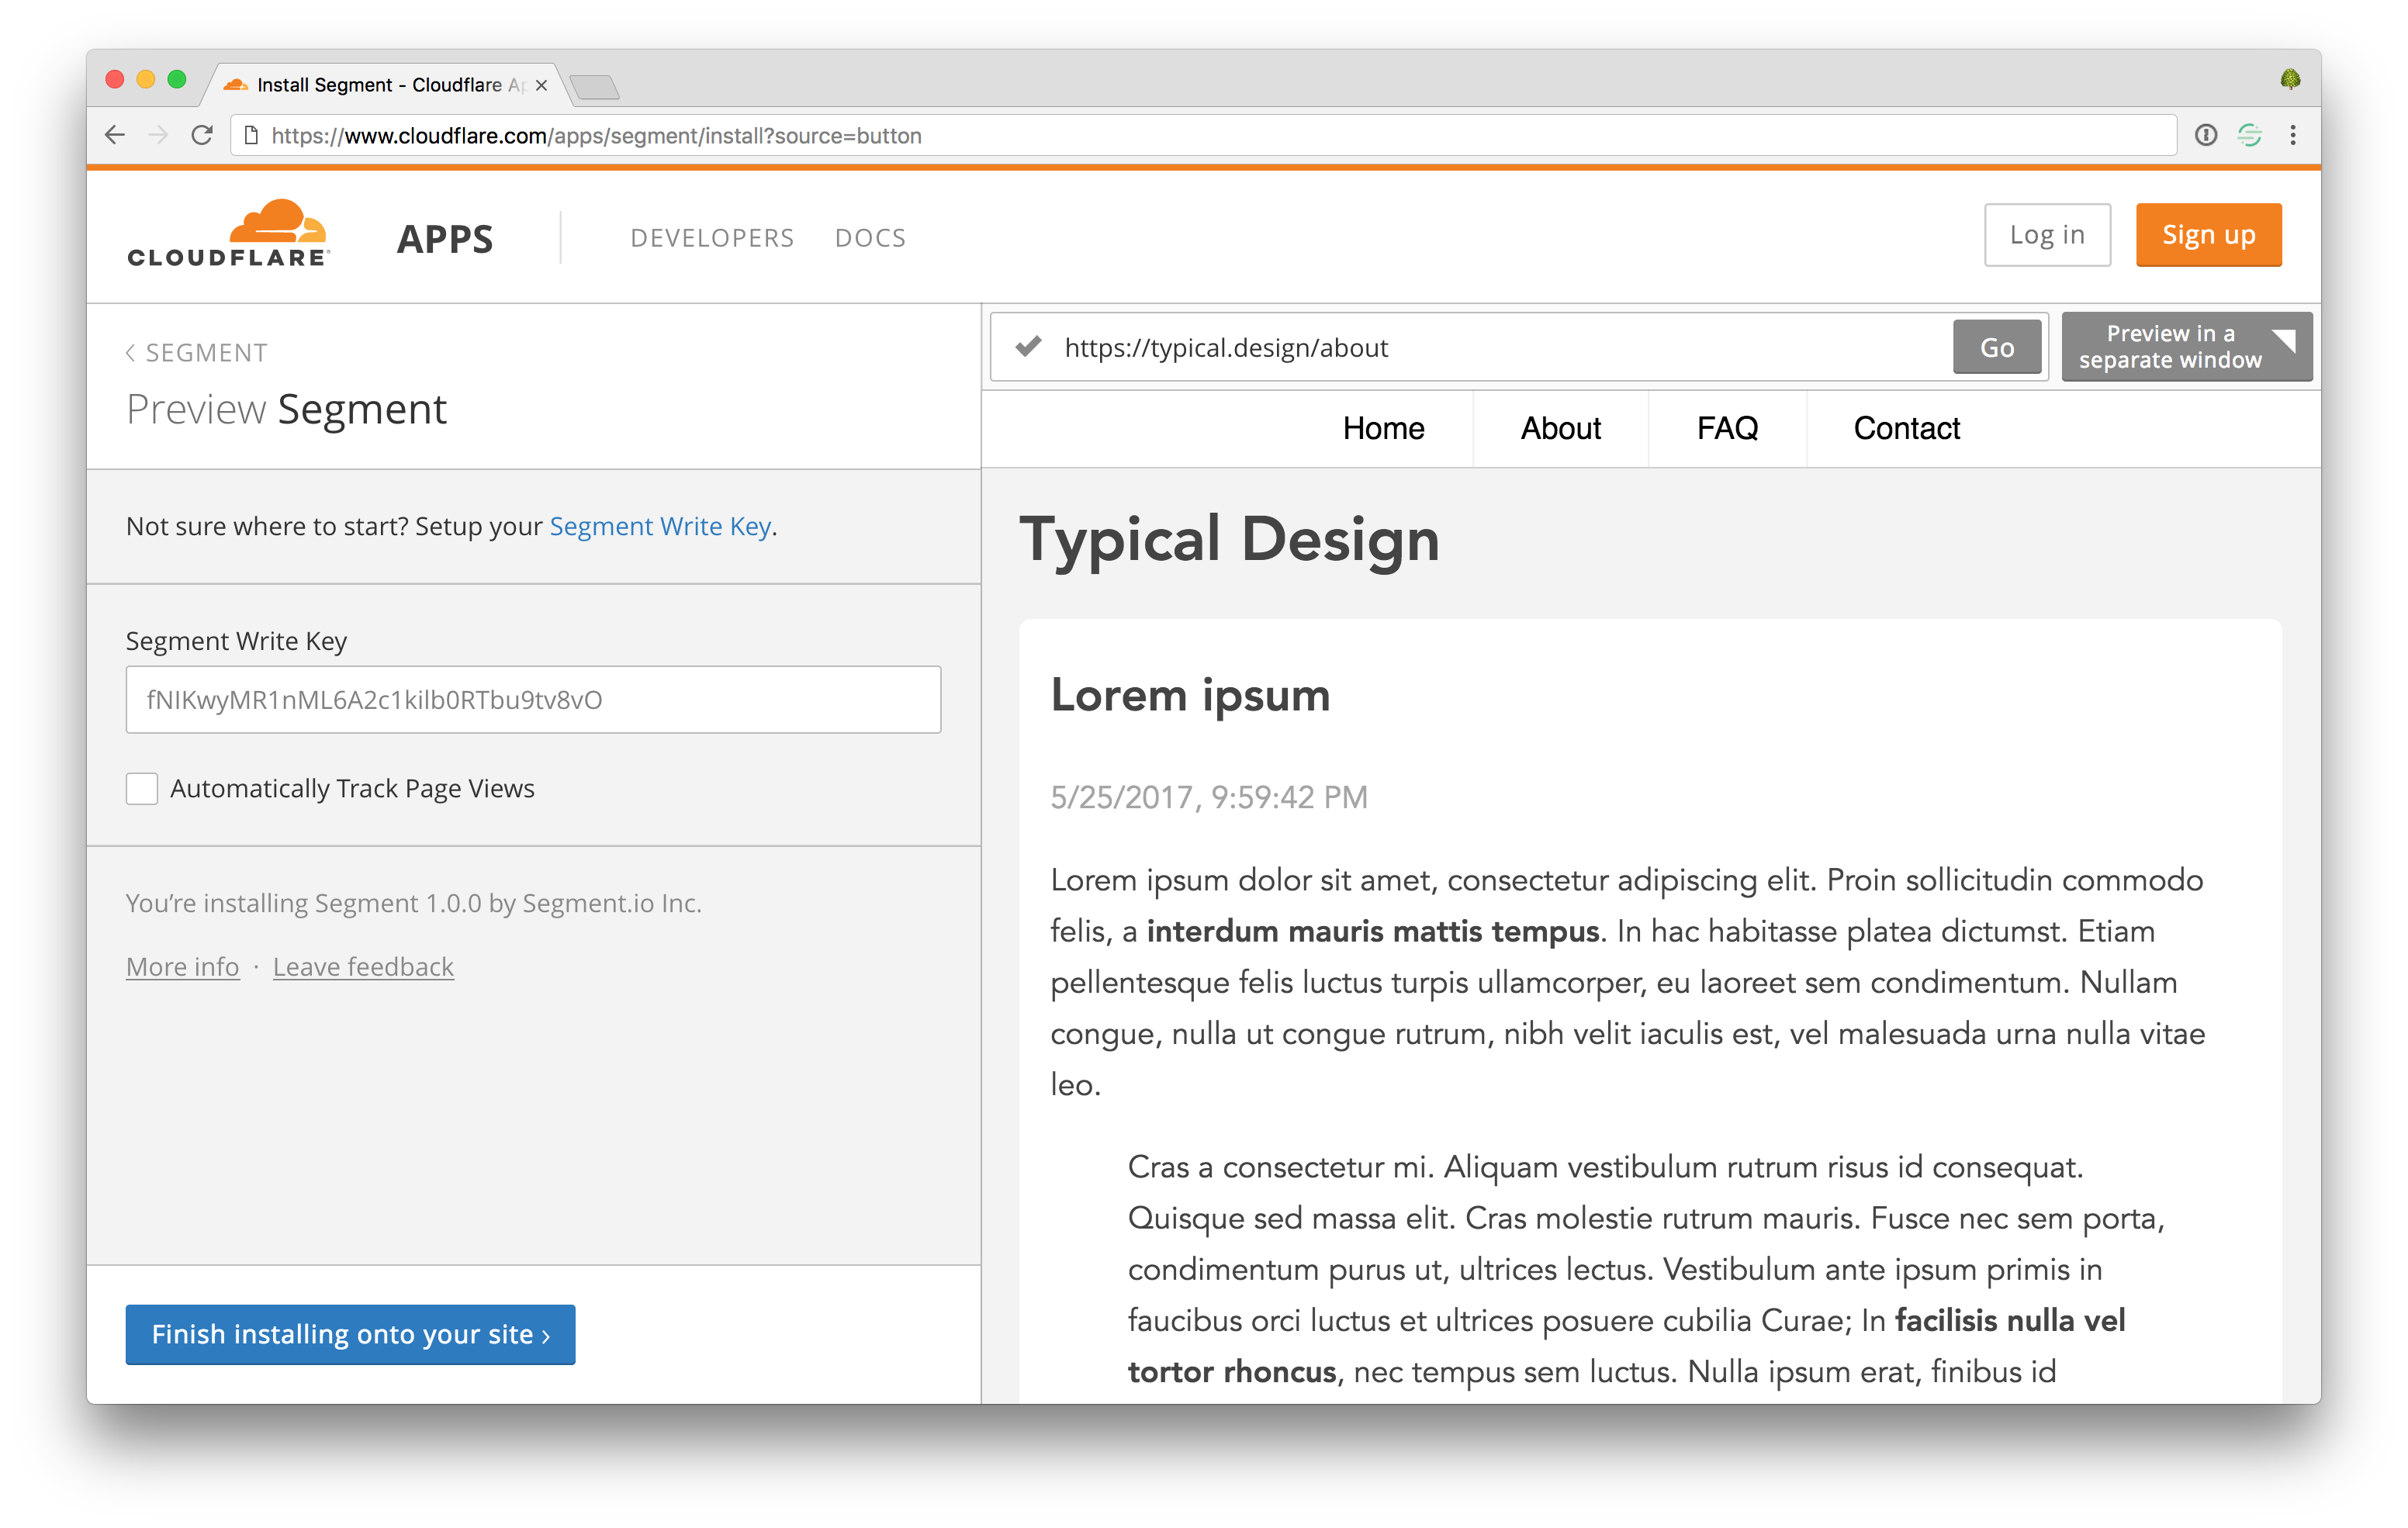 Install Segment - Cloudflare Ap
https://www.cloudflare.com/apps/segment/install?source=button
CLOUDFLARE
APPS
DEVELOPERS
DOCS
Log in
Sign up
< SEGMENT
Preview Segment
Not sure where to start? Setup your Segment Write Key.
Segment Write Key
fNIKwyMR1nML6A2c1kilb0RTbu9tv8vO
Automatically Track Page Views
You're installing Segment 1.0.0 by Segment.io Inc.
More info · Leave feedback
Finish installing onto your site ›
https://typical.design/about
Go
Preview in a
separate window
Home
About
FAQ
Contact
Typical Design
Lorem ipsum
5/25/2017, 9:59:42 PM
Lorem ipsum dolor sit amet, consectetur adipiscing elit. Proin sollicitudin commodo
felis, a interdum mauris mattis tempus. In hac habitasse platea dictumst. Etiam
pellentesque felis luctus turpis ullamcorper, eu laoreet sem condimentum. Nullam
congue, nulla ut congue rutrum, nibh velit iaculis est, vel malesuada urna nulla vitae
leo.
Cras a consectetur mi. Aliquam vestibulum rutrum risus id consequat.
Quisque sed massa elit. Cras molestie rutrum mauris. Fusce nec sem porta,
condimentum purus ut, ultrices lectus. Vestibulum ante ipsum primis in
faucibus orci luctus et ultrices posuere cubilia Curae; In facilisis nulla vel
tortor rhoncus, nec tempus sem luctus. Nulla ipsum erat, finibus id